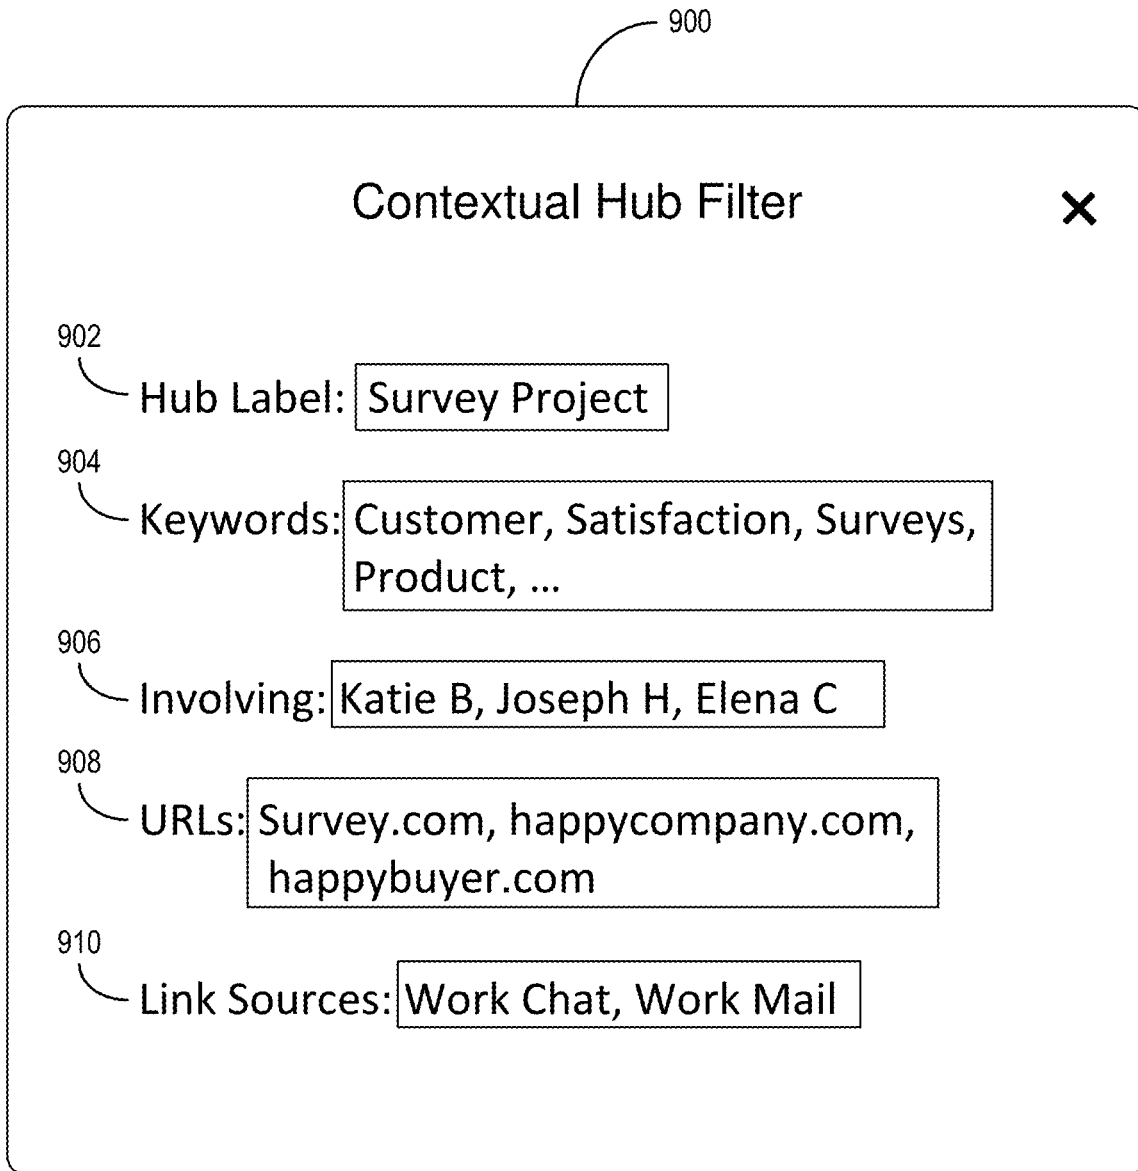 900
Contextual Hub Filter ×
902
Hub Label: Survey Project
904
Keywords: Customer, Satisfaction, Surveys,
Product, ...
906
Involving: Katie B, Joseph H, Elena C
908
URLs: Survey.com, happycompany.com,
happybuyer.com
910
Link Sources: Work Chat, Work Mail